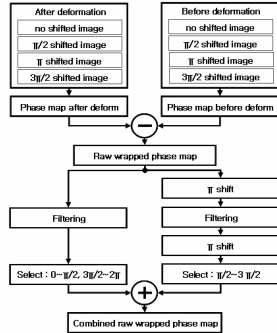 After deformation
no shifted image
π/2 shifted image
π shifted image
3π/2 shifted image
Before deformation
no shifted image
π/2 shifted image
π shifted image
3π/2 shifted image
Phase map after deform
Phase map before deform
−
Raw wrapped phase map
Filtering
π shift
Filtering
π shift
Select : 0~π/2, 3π/2~2π
Select : π/2~3 π/2
+
Combined raw wrapped phase map